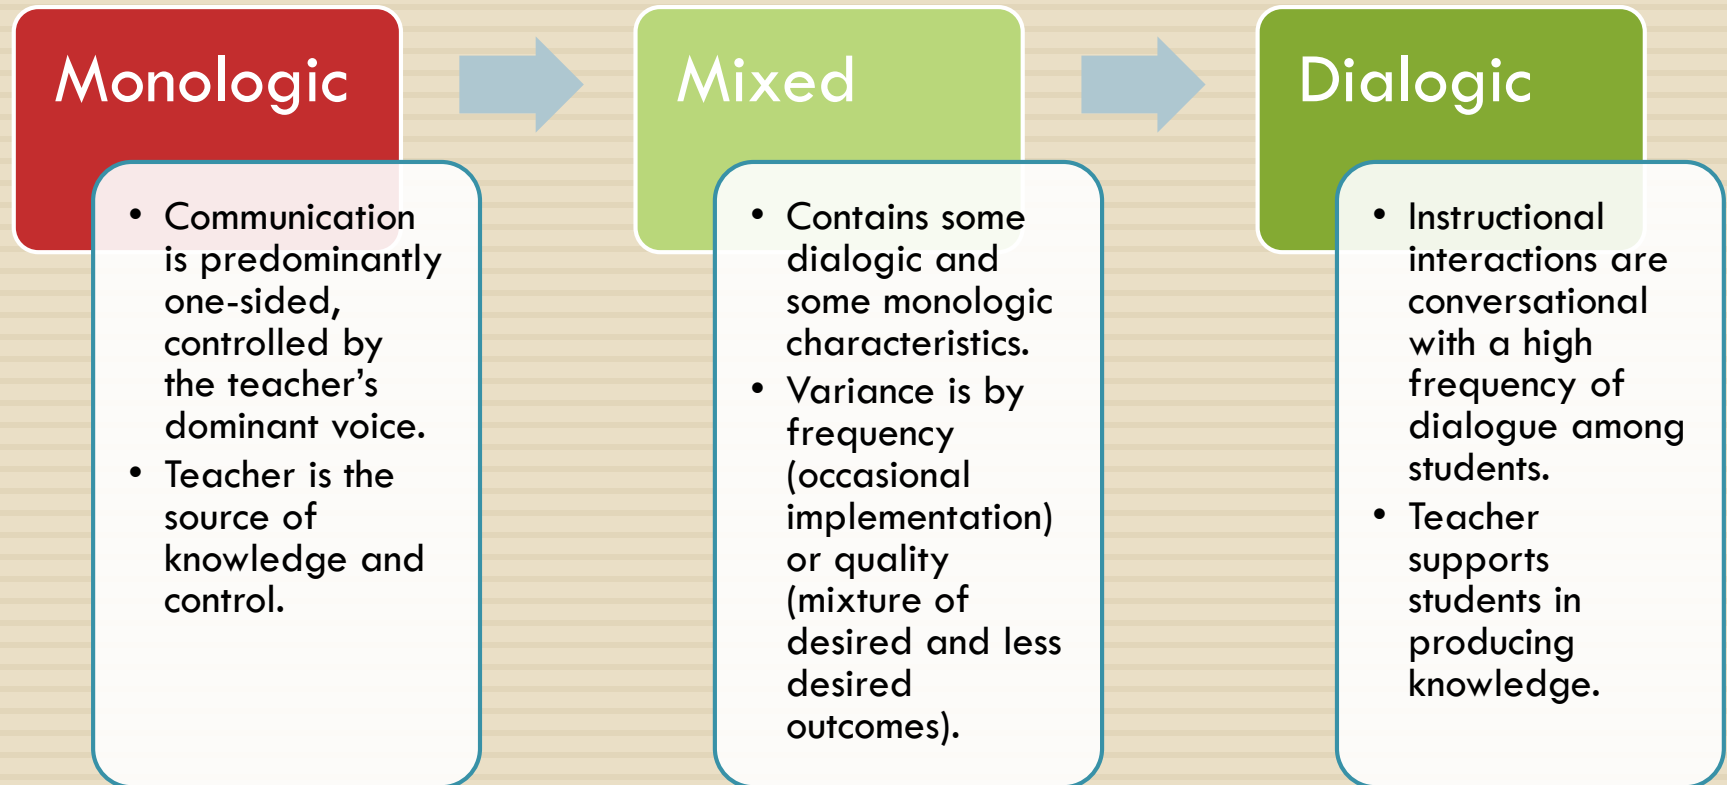 Monologic
• Communication
is predominantly
one-sided,
controlled by
the teacher’s
dominant voice.
• Teacher is the
source of
knowledge and
control.
Mixed
• Contains some
dialogic and
some monologic
characteristics.
• Variance is by
frequency
(occasional
implementation)
or quality
(mixture of
desired and less
desired
outcomes).
Dialogic
• Instructional
interactions are
conversational
with a high
frequency of
dialogue among
students.
• Teacher
supports
students in
producing
knowledge.